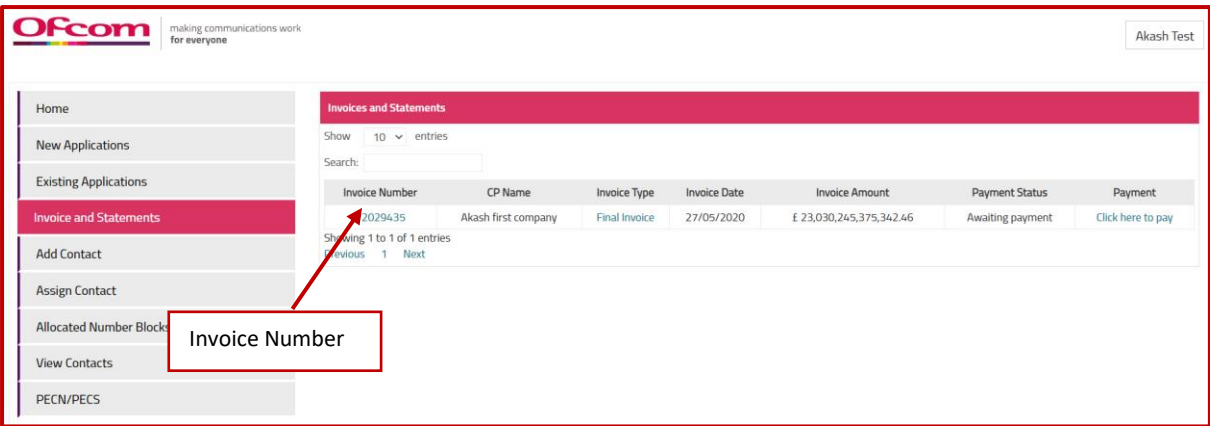 Ofcom
making communications work
for everyone
Akash Test
Home
New Applications
Existing Applications
Invoice and Statements
Add Contact
Assign Contact
Allocated Number Blocks
View Contacts
PECN/PECS
Invoices and Statements
Show 10 entries
Search:
Invoice Number CP Name Invoice Type Invoice Date Invoice Amount Payment Status Payment
2029435 Akash first company Final Invoice 27/05/2020 £ 23,030,245,375,342.46 Awaiting payment Click here to pay
Showing 1 to 1 of 1 entries
Previous 1 Next
Invoice Number